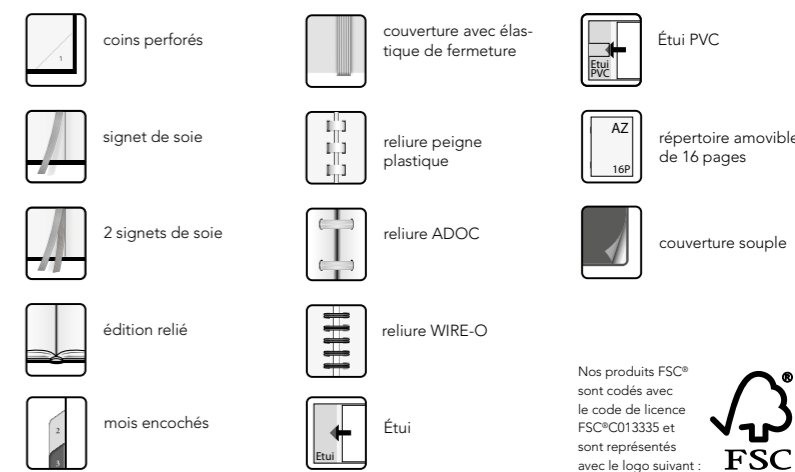 1
coins perforés
signet de soie
2 signets de soie
édition relié
2
3
mois encochés
couverture avec élas-
tique de fermeture
reliure peigne
plastique
reliure ADOC
reliure WIRE-O
Etui
Étui
Etui
PVC
Étui PVC
AZ
16P
répertoire amovible
de 16 pages
couverture souple
Nos produits FSC®
sont codés avec
le code de licence
FSC®C013335 et
sont représentés
avec le logo suivant :
®
FSC